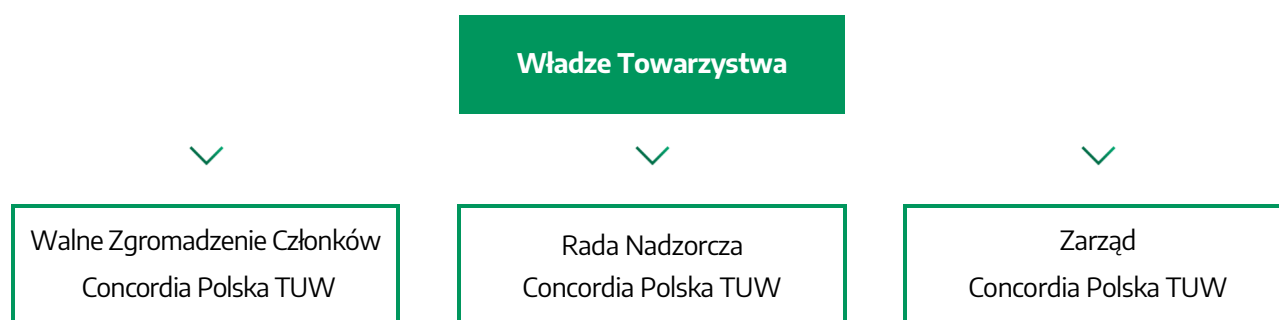 Władze Towarzystwa
Walne Zgromadzenie Członków
Concordia Polska TUW
Rada Nadzorcza
Concordia Polska TUW
Zarząd
Concordia Polska TUW